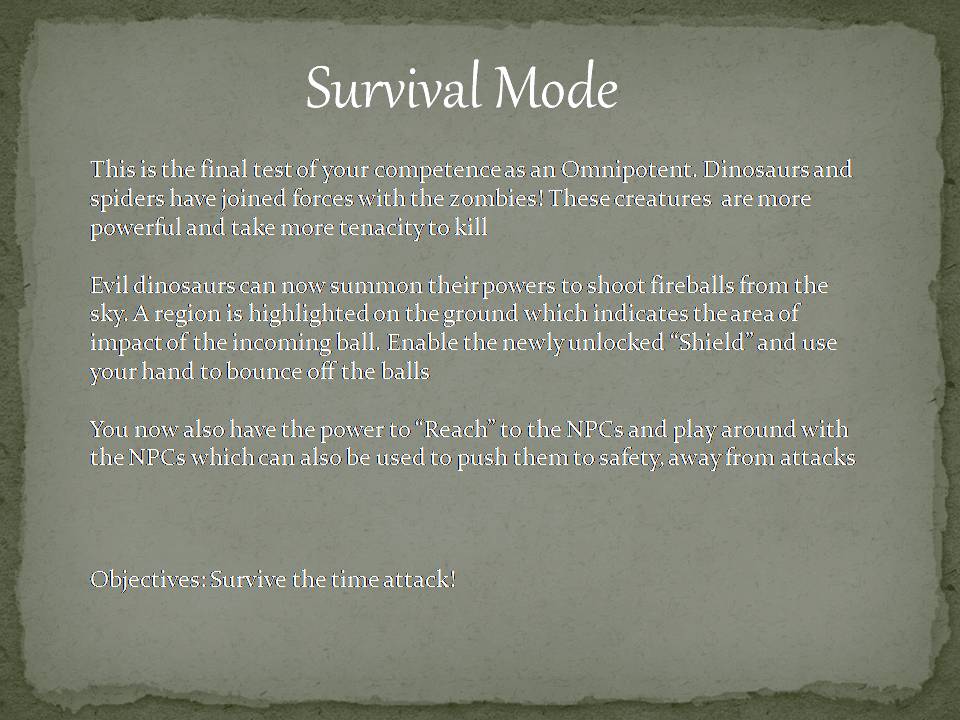 Survival Mode
This is the final test of your competence as an Omnipotent. Dinosaurs and
spiders have joined forces with the zombies! These creatures  are more
powerful and take more tenacity to kill
Evil dinosaurs can now summon their powers to shoot fireballs from the
sky. A region is highlighted on the ground which indicates the area of
impact of the incoming ball. Enable the newly unlocked “Shield” and use
your hand to bounce off the balls
You now also have the power to “Reach” to the NPCs and play around with
the NPCs which can also be used to push them to safety, away from attacks
Objectives: Survive the time attack!